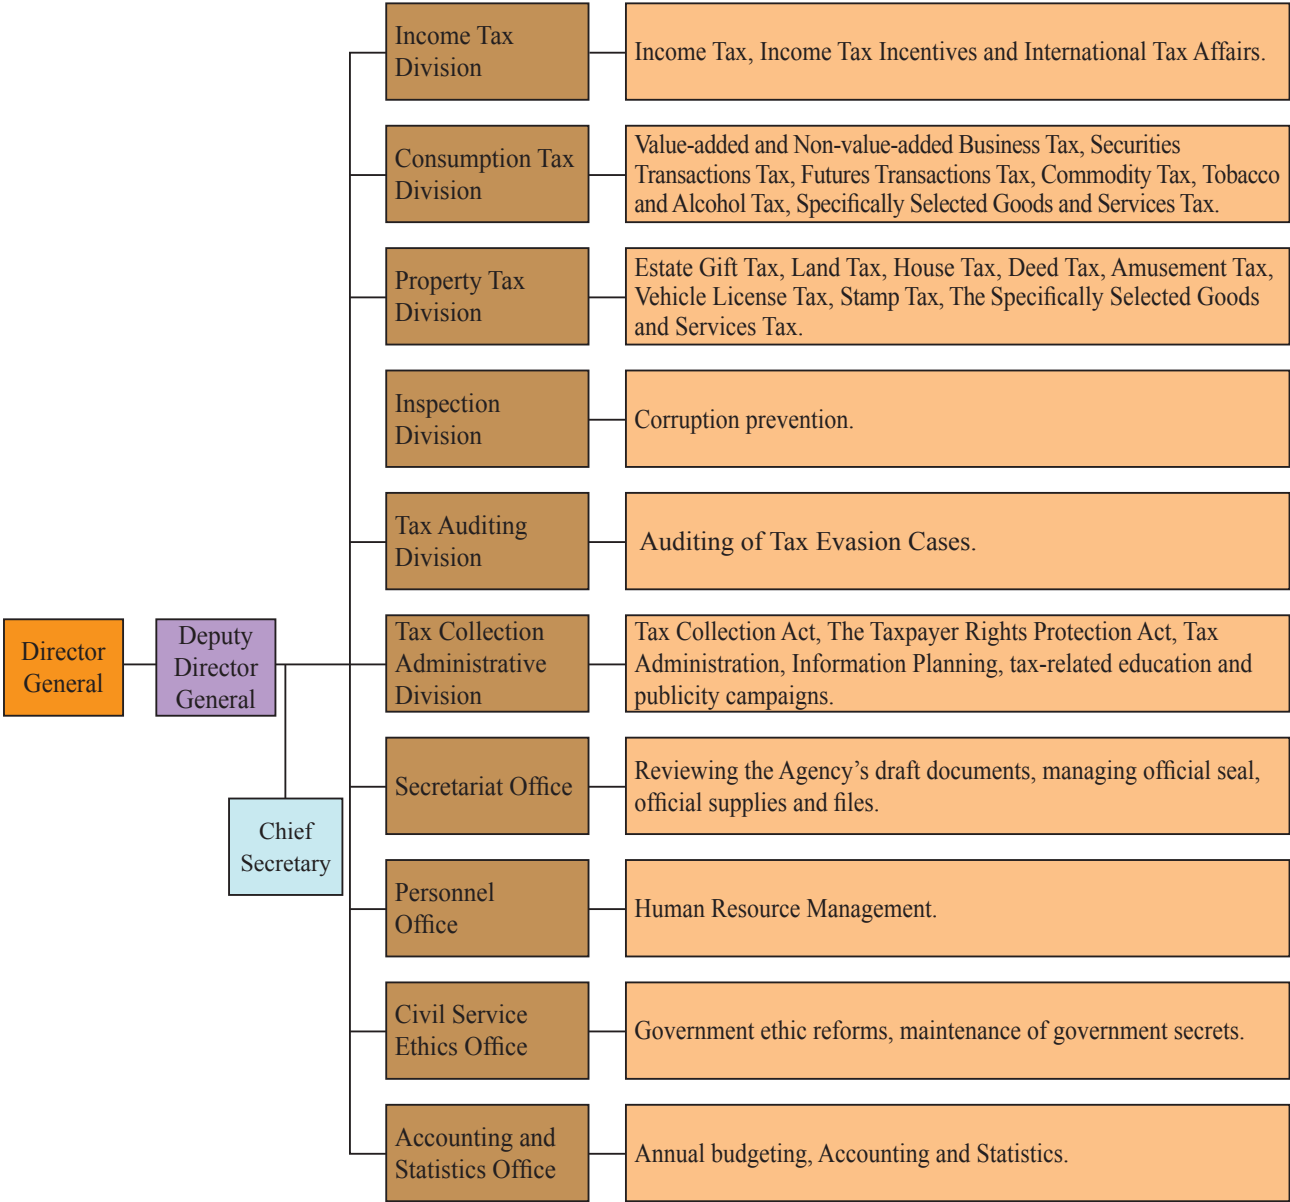 Income Tax
Division
Income Tax, Income Tax Incentives and International Tax Affairs.
Consumption Tax
Division
Value-added and Non-value-added Business Tax, Securities
Transactions Tax, Futures Transactions Tax, Commodity Tax, Tobacco
and Alcohol Tax, Specifically Selected Goods and Services Tax.
Property Tax
Division
Estate Gift Tax, Land Tax, House Tax, Deed Tax, Amusement Tax,
Vehicle License Tax, Stamp Tax, The Specifically Selected Goods
and Services Tax.
Inspection
Division
Corruption prevention.
Tax Auditing
Division
Auditing of Tax Evasion Cases.
Director
General
Deputy
Director
General
Tax Collection
Administrative
Division
Tax Collection Act, The Taxpayer Rights Protection Act, Tax
Administration, Information Planning, tax-related education and
publicity campaigns.
Chief
Secretary
Secretariat Office
Reviewing the Agency’s draft documents, managing official seal,
official supplies and files.
Personnel
Office
Human Resource Management.
Civil Service
Ethics Office
Government ethic reforms, maintenance of government secrets.
Accounting and
Statistics Office
Annual budgeting, Accounting and Statistics.